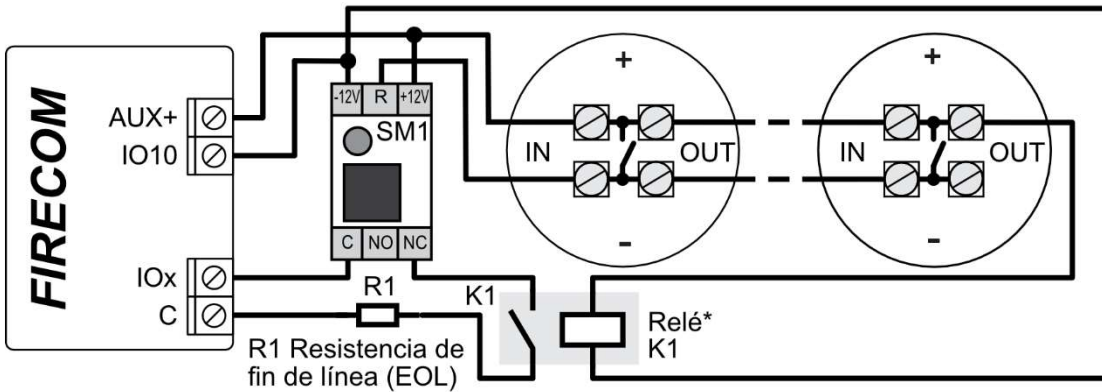 FIRECOM
AUX+
IO10
IOx
C
-12V R +12V
SM1
C NO NC
R1
R1 Resistencia de
fin de línea (EOL)
+
IN OUT
-
+
IN OUT
-
K1
Relé*
K1